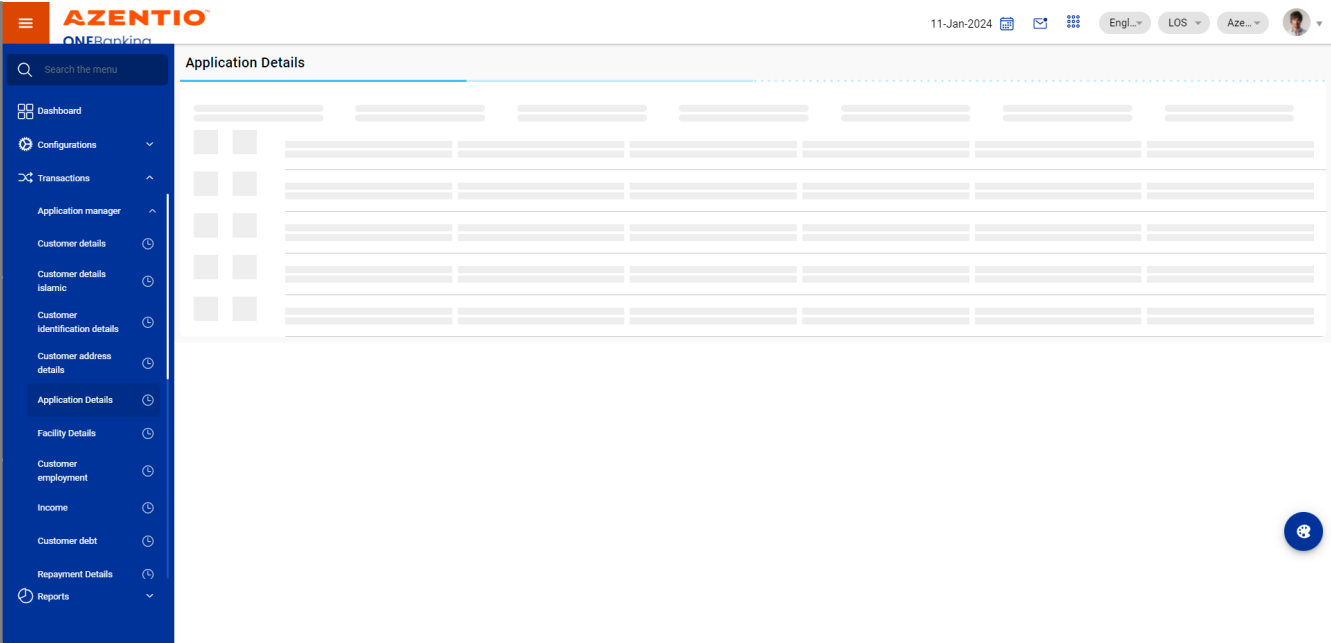 AZENTIO™
ONEBanking
11-Jan-2024
Engl...
LOS
Aze...
Search the menu
Application Details
Dashboard
Configurations
Transactions
Application manager
Customer details
Customer details
islamic
Customer
identification details
Customer address
details
Application Details
Facility Details
Customer
employment
Income
Customer debt
Repayment Details
Reports